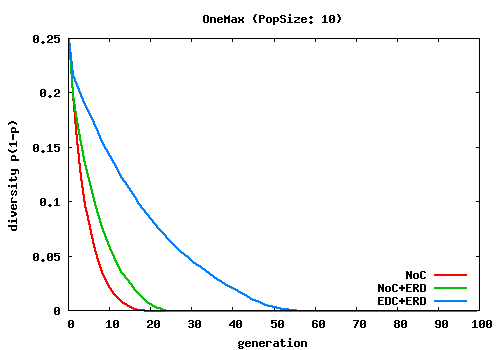 OneMax (PopSize: 10)
0.25
0.2
0.15
0.1
0.05
0
diversity p(1-p)
NoC
NoC+ERD
EDC+ERD
0 10 20 30 40 50 60 70 80 90 100
generation